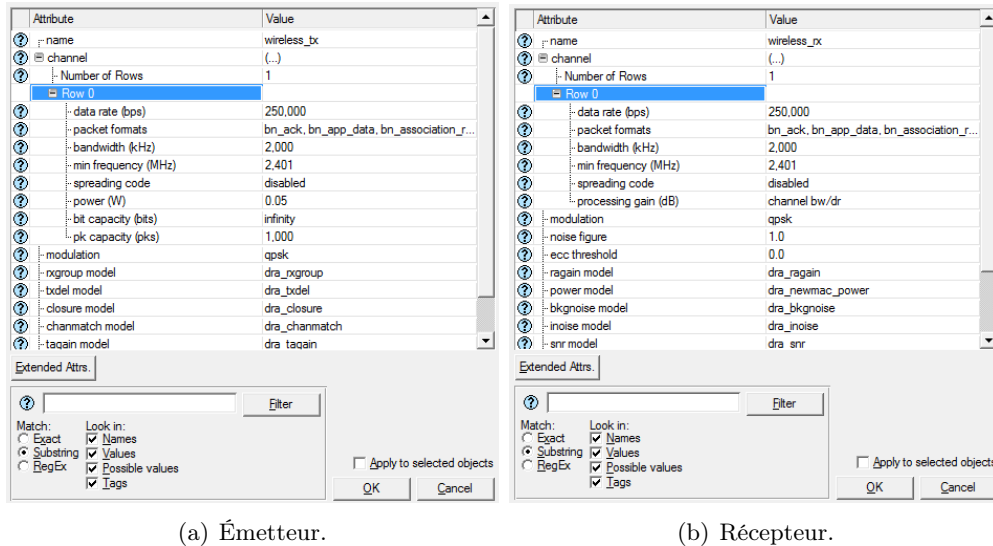 Attribute Value
name wireless_tx
channel (...)
Number of Rows 1
Row 0
data rate (bps) 250,000
packet formats bn_ack, bn_app_data, bn_association_r...
bandwidth (kHz) 2,000
min frequency (MHz) 2,401
spreading code disabled
power (W) 0.05
bit capacity (bits) infinity
pk capacity (pks) 1,000
modulation qpsk
rxgroup model dra_rxgroup
txdel model dra_txdel
closure model dra_closure
chanmatch model dra_chanmatch
tagain model dra_tagain
Extended Attrs.
Filter
Match: Look in:
Exact Names
Substring Values
RegEx Possible values
Tags
Apply to selected objects
OK Cancel
(a) Émetteur.
Attribute Value
name wireless_rx
channel (...)
Number of Rows 1
Row 0
data rate (bps) 250,000
packet formats bn_ack, bn_app_data, bn_association_r...
bandwidth (kHz) 2,000
min frequency (MHz) 2,401
spreading code disabled
processing gain (dB) channel bw/dr
modulation qpsk
noise figure 1.0
ecc threshold 0.0
ragain model dra_ragain
power model dra_newmac_power
bkgnoise model dra_bkgnoise
inoise model dra_inoise
snr model dra_snr
Extended Attrs.
Filter
Match: Look in:
Exact Names
Substring Values
RegEx Possible values
Tags
Apply to selected objects
OK Cancel
(b) Récepteur.